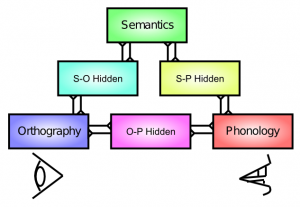 Semantics
S-O Hidden
S-P Hidden
Orthography
O-P Hidden
Phonology